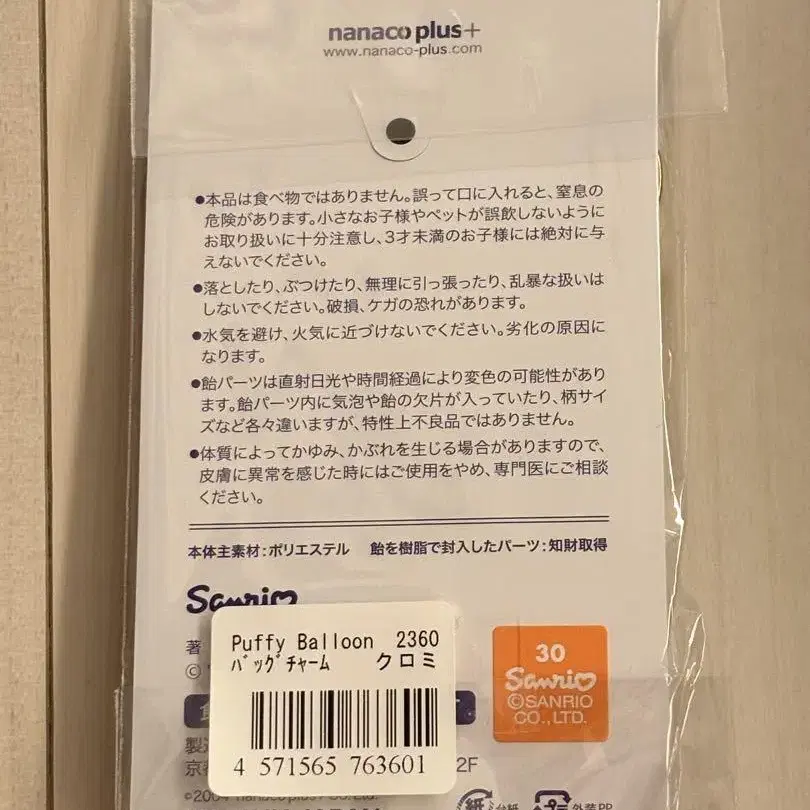 nanaco plus+
www.nanaco-plus.com
●本品は食べ物ではありません。誤って口に入れると、窒息の
危険があります。小さなお子様やペットが誤飲しないように
お取り扱いに十分注意し、3才未満のお子様には絶対に与
えないでください。
●落としたり、ぶつけたり、無理に引っ張ったり、乱暴な扱いは
しないでください。破損、ケガの恐れがあります。
●水気を避け、火気に近づけないでください。劣化の原因に
なります。
●飴パーツは直射日光や時間経過により変色の可能性があり
ます。飴パーツ内に気泡や飴の欠片が入っていたり、柄サイ
ズなど各々違いますが、特性上不良品ではありません。
●体質によってかゆみ、かぶれを生じる場合がありますので、
皮膚に異常を感じた時にはご使用をやめ、専門医にご相談
ください。
本体主素材:ポリエステル 飴を樹脂で封入したパーツ:知財取得
Sanrio
著
©
Puffy Balloon 2360
ﾊﾞｯｸﾞﾁｬｰﾑ クロミ
4 571565 763601
30
Sanrio
©SANRIO
CO.,LTD.
製造
京都 2F
紙 台紙 外装PP